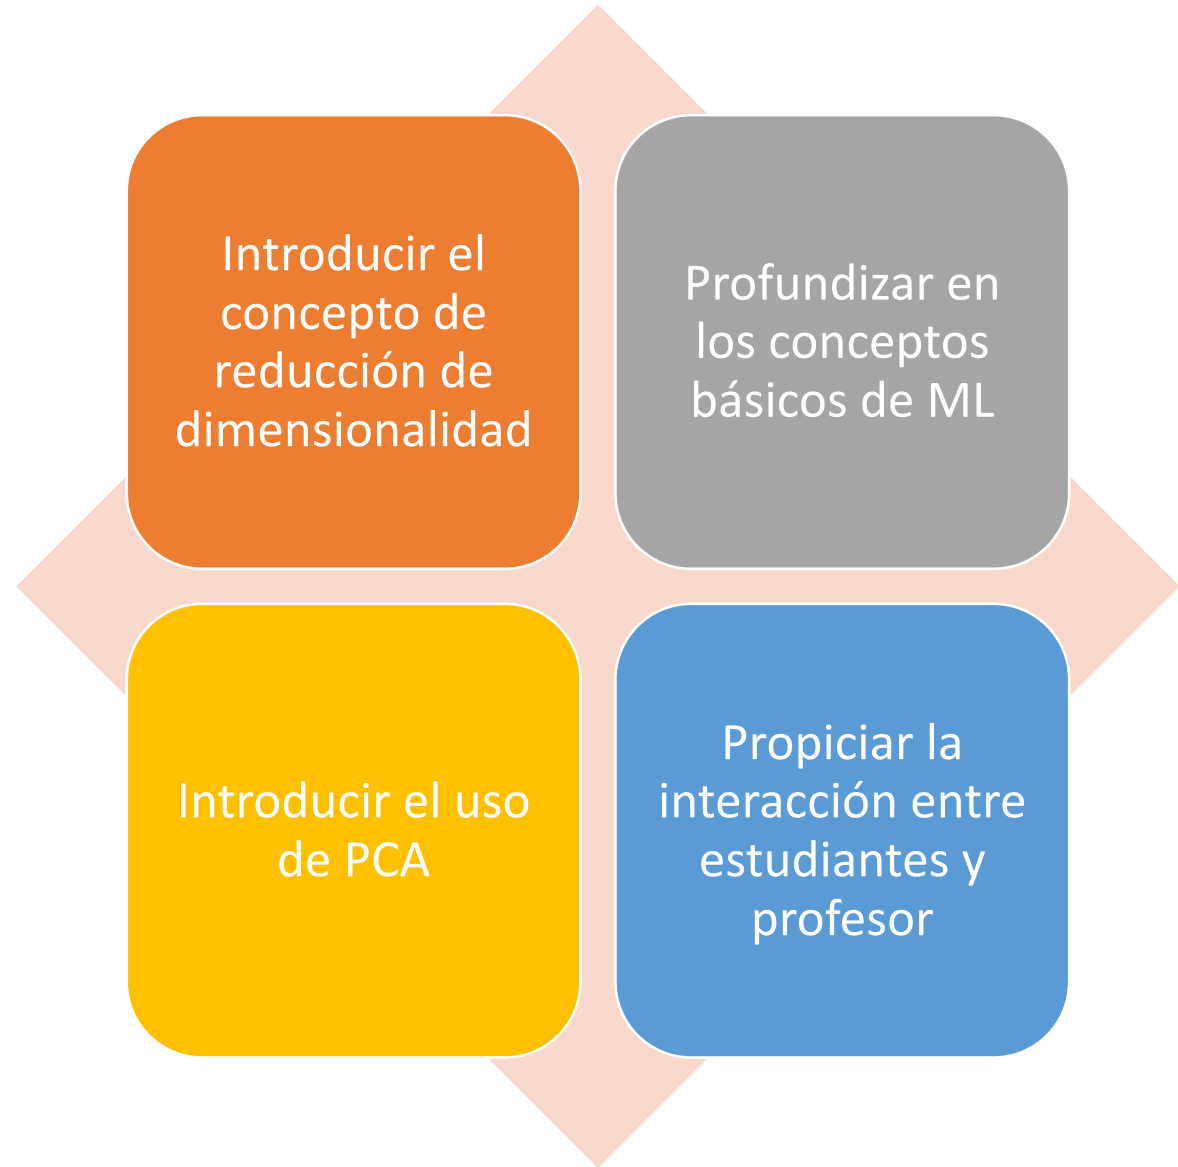 Introducir el
concepto de
reducción de
dimensionalidad
Profundizar en
los conceptos
básicos de ML
Introducir el uso
de PCA
Propiciar la
interacción entre
estudiantes y
profesor